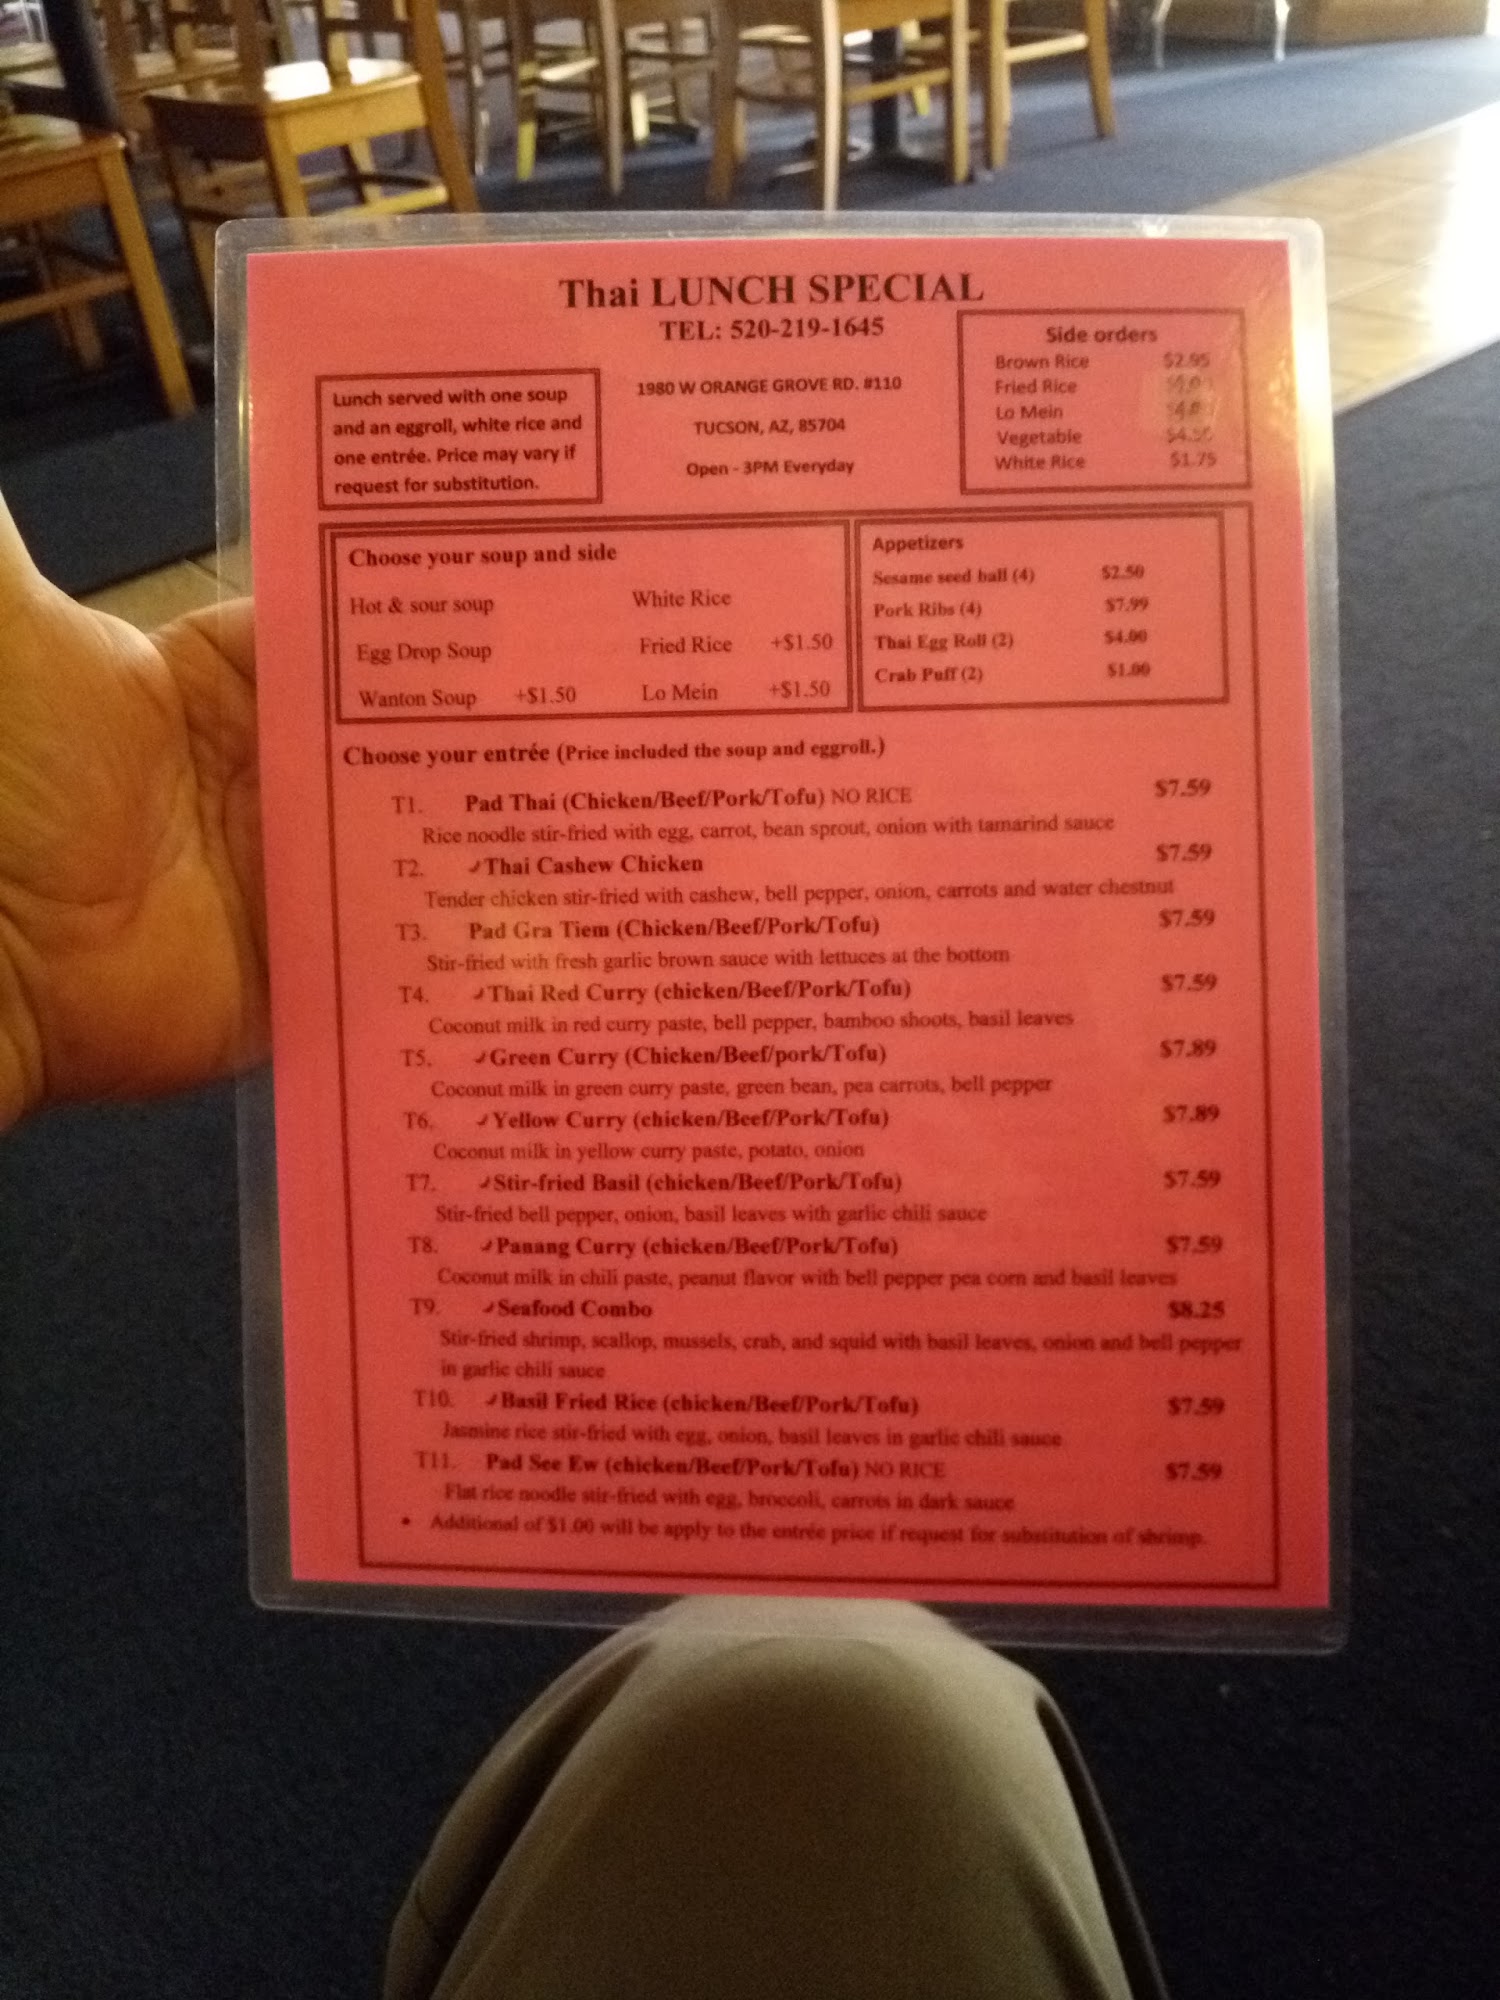 Thai LUNCH SPECIAL
TEL: 520-219-1645
Lunch served with one soup
and an eggroll, white rice and
one entrée. Price may vary if
request for substitution.
1980 W ORANGE GROVE RD. #110
TUCSON, AZ, 85704
Open - 3PM Everyday
Side orders
Brown Rice $2.95
Fried Rice
Lo Mein
Vegetable $4.50
White Rice $1.75
Choose your soup and side
Hot & sour soup White Rice
Egg Drop Soup Fried Rice +$1.50
Wanton Soup +$1.50 Lo Mein +$1.50
Appetizers
Sesame seed ball (4) $2.50
Pork Ribs (4) $7.99
Thai Egg Roll (2) $4.00
Crab Puff (2) $1.00
Choose your entrée (Price included the soup and eggroll.)
T1. Pad Thai (Chicken/Beef/Pork/Tofu) NO RICE $7.59
Rice noodle stir-fried with egg, carrot, bean sprout, onion with tamarind sauce
T2. Thai Cashew Chicken $7.59
Tender chicken stir-fried with cashew, bell pepper, onion, carrots and water chestnut
T3. Pad Gra Tiem (Chicken/Beef/Pork/Tofu) $7.59
Stir-fried with fresh garlic brown sauce with lettuces at the bottom
T4. Thai Red Curry (chicken/Beef/Pork/Tofu) $7.59
Coconut milk in red curry paste, bell pepper, bamboo shoots, basil leaves
T5. Green Curry (Chicken/Beef/pork/Tofu) $7.89
Coconut milk in green curry paste, green bean, pea carrots, bell pepper
T6. Yellow Curry (chicken/Beef/Pork/Tofu) $7.89
Coconut milk in yellow curry paste, potato, onion
T7. Stir-fried Basil (chicken/Beef/Pork/Tofu) $7.59
Stir-fried bell pepper, onion, basil leaves with garlic chili sauce
T8. Panang Curry (chicken/Beef/Pork/Tofu) $7.59
Coconut milk in chili paste, peanut flavor with bell pepper pea corn and basil leaves
T9. Seafood Combo $8.25
Stir-fried shrimp, scallop, mussels, crab, and squid with basil leaves, onion and bell pepper
in garlic chili sauce
T10. Basil Fried Rice (chicken/Beef/Pork/Tofu) $7.59
Jasmine rice stir-fried with egg, onion, basil leaves in garlic chili sauce
T11. Pad See Ew (chicken/Beef/Pork/Tofu) NO RICE $7.59
Flat rice noodle stir-fried with egg, broccoli, carrots in dark sauce
• Additional of $1.00 will be apply to the entrée price if request for substitution of shrimp.